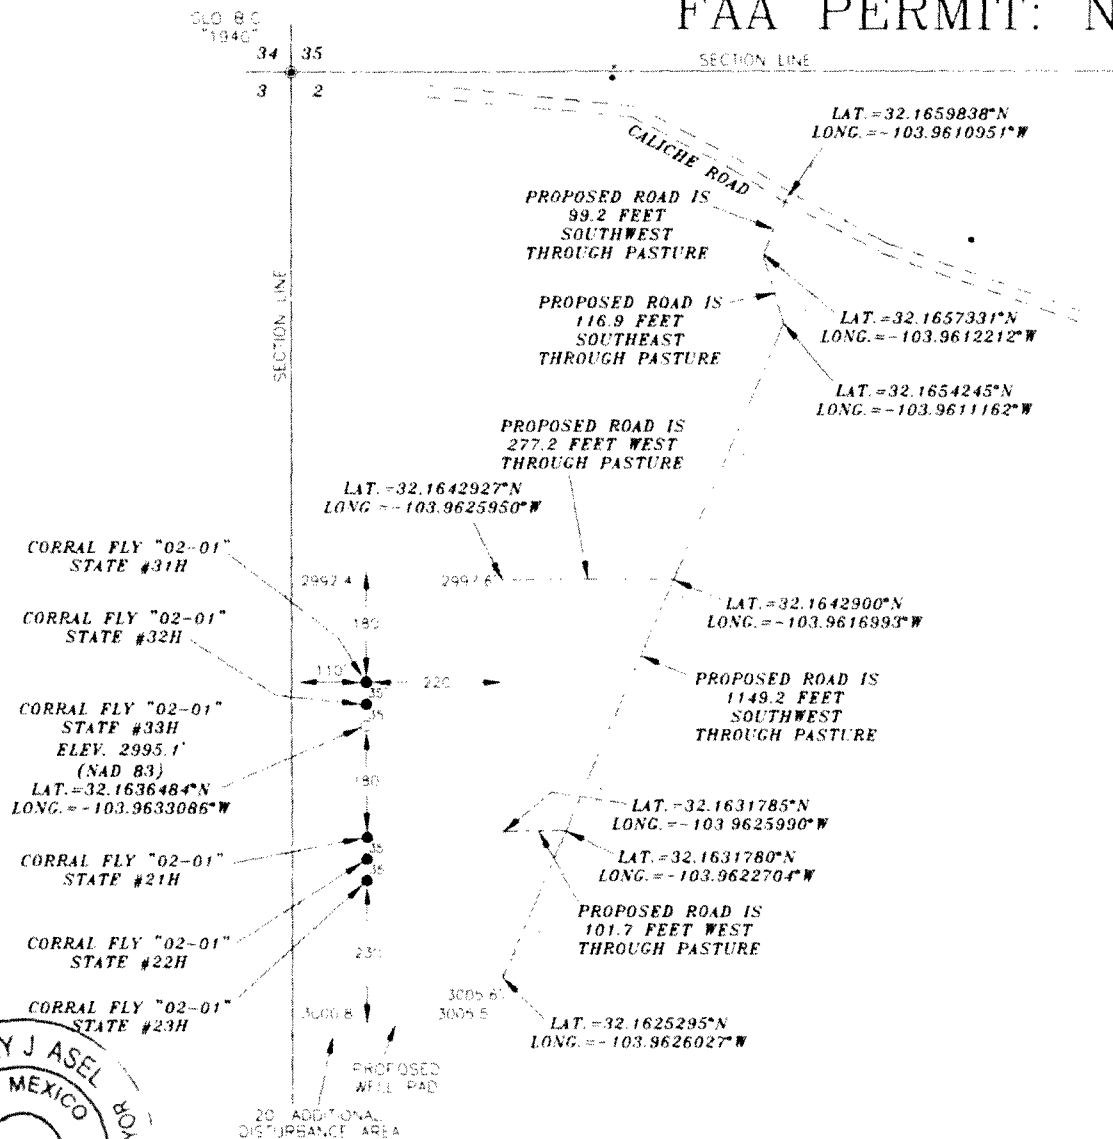 FAA PERMIT: N
GLO B.C.
"1940"
34 35
3 2
SECTION LINE
LAT.=32.1659838°N
LONG.=-103.9610951°W
CALICHE ROAD
PROPOSED ROAD IS
99.2 FEET
SOUTHWEST
THROUGH PASTURE
SECTION LINE
PROPOSED ROAD IS
116.9 FEET
SOUTHEAST
THROUGH PASTURE
LAT.=32.1657331°N
LONG.=-103.9612212°W
LAT.=32.1654245°N
LONG.=-103.9611162°W
PROPOSED ROAD IS
277.2 FEET WEST
THROUGH PASTURE
LAT.=32.1642927°N
LONG=-103.9625950°W
CORRAL FLY "02-01"
STATE #31H
2992.4
2997.6
180
LAT.=32.1642900°N
LONG.=-103.9616993°W
CORRAL FLY "02-01"
STATE #32H
110'
220
35'
35
PROPOSED ROAD IS
1149.2 FEET
SOUTHWEST
THROUGH PASTURE
CORRAL FLY "02-01"
STATE #33H
ELEV. 2995.1'
(NAD 83)
LAT.=32.1636484°N
LONG.=-103.9633086°W
180
LAT.=32.1631785°N
LONG.=-103.9625990°W
CORRAL FLY "02-01"
STATE #21H
35
35
LAT.=32.1631780°N
LONG.=-103.9622704°W
PROPOSED ROAD IS
101.7 FEET WEST
THROUGH PASTURE
CORRAL FLY "02-01"
STATE #22H
230
CORRAL FLY "02-01"
STATE #23H
3000.8
3005.6'
3005.5
LAT.=32.1625295°N
LONG.=-103.9626027°W
PROPOSED
WELL PAD
20 ADDITIONAL
DISTURBANCE AREA
Y J ASEL
MEXICO